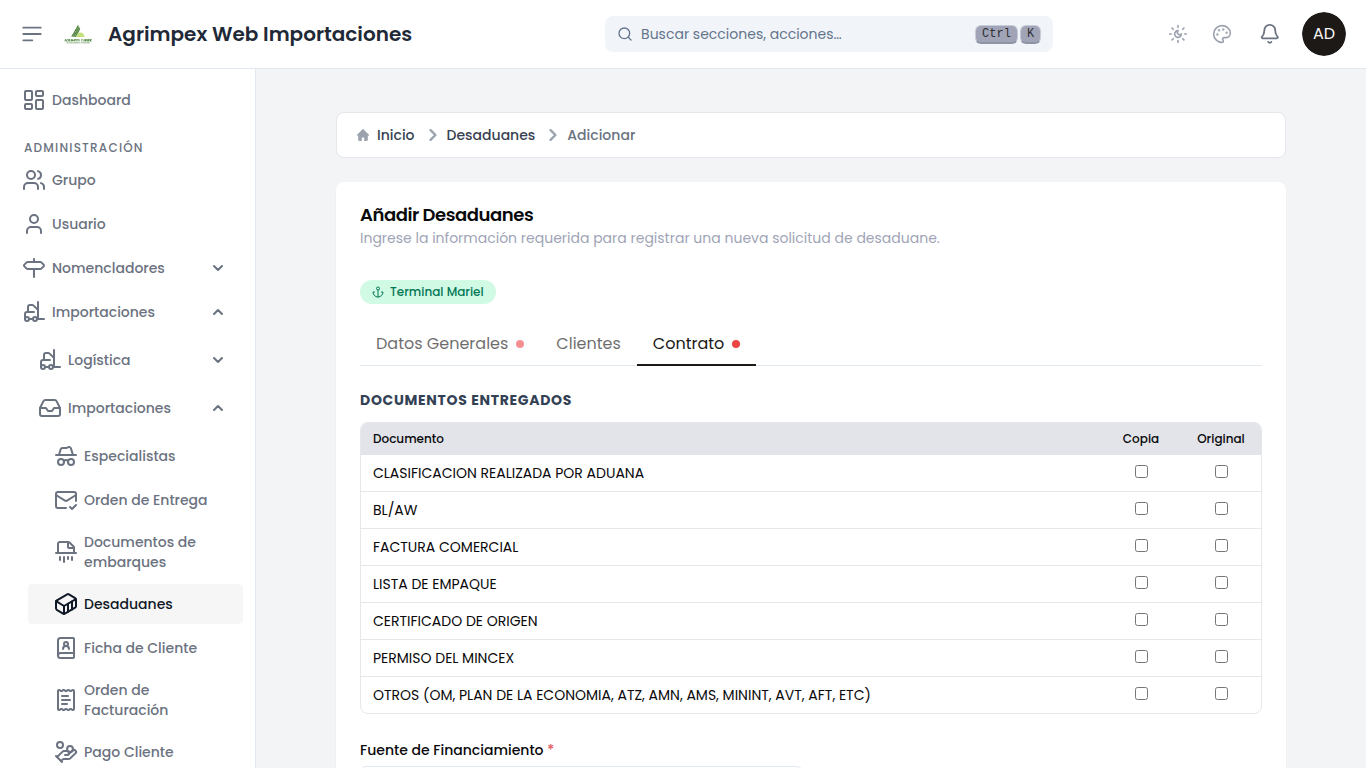 Agrimpex Web Importaciones
Buscar secciones, acciones…
Ctrl K
AD
Dashboard
ADMINISTRACIÓN
Grupo
Usuario
Nomencladores
Importaciones
Logística
Importaciones
Especialistas
Orden de Entrega
Documentos de
embarques
Desaduanes
Ficha de Cliente
Orden de
Facturación
Pago Cliente
Inicio
Desaduanes
Adicionar
Añadir Desaduanes
Ingrese la información requerida para registrar una nueva solicitud de desaduane.
Terminal Mariel
Datos Generales
Clientes
Contrato
DOCUMENTOS ENTREGADOS
Documento Copia Original
CLASIFICACION REALIZADA POR ADUANA
BL/AW
FACTURA COMERCIAL
LISTA DE EMPAQUE
CERTIFICADO DE ORIGEN
PERMISO DEL MINCEX
OTROS (OM, PLAN DE LA ECONOMIA, ATZ, AMN, AMS, MININT, AVT, AFT, ETC)
Fuente de Financiamiento *